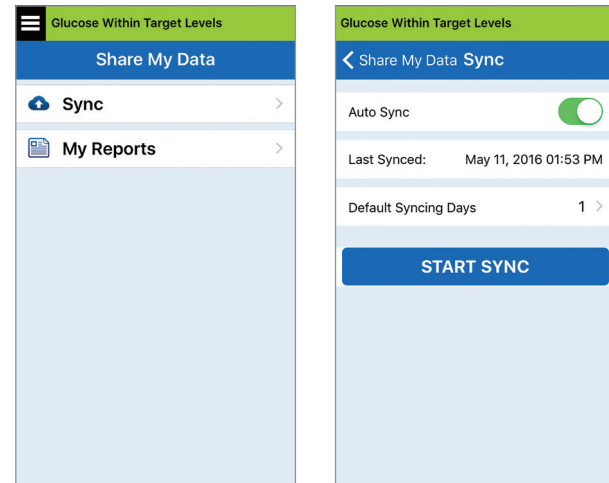 Glucose Within Target Levels
Share My Data
Sync
My Reports
Glucose Within Target Levels
Share My Data Sync
Auto Sync
Last Synced: May 11, 2016 01:53 PM
Default Syncing Days 1
START SYNC